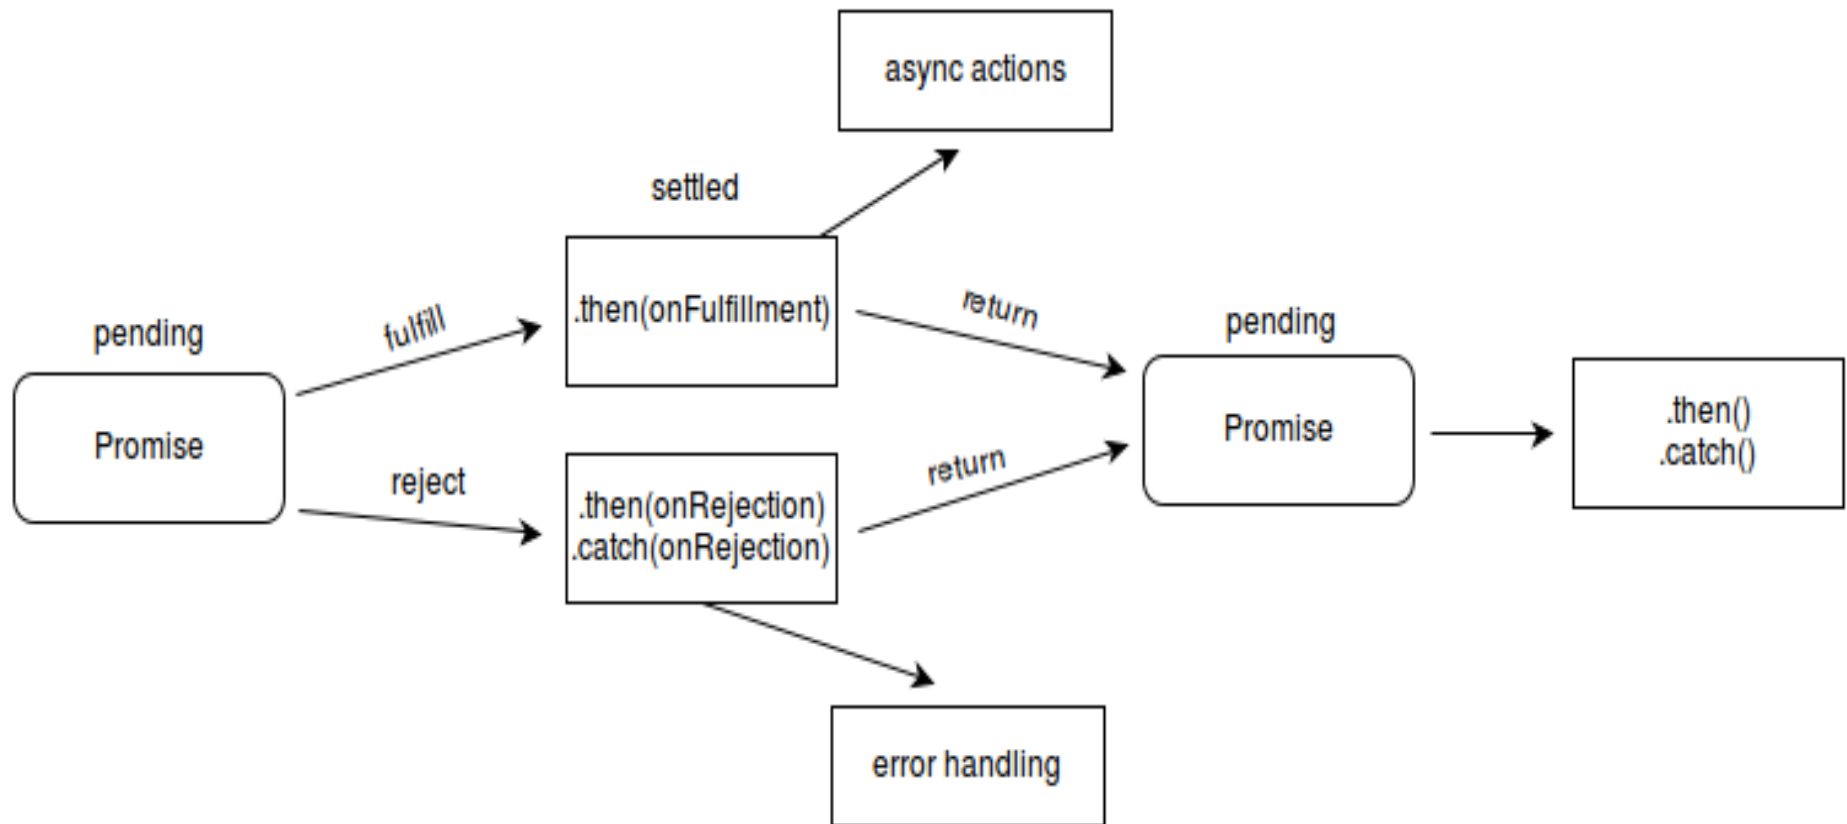 async actions
settled
.then(onFulfillment)
fulfill
return
pending
pending
Promise
Promise
.then()
.catch()
reject
return
.then(onRejection)
.catch(onRejection)
error handling